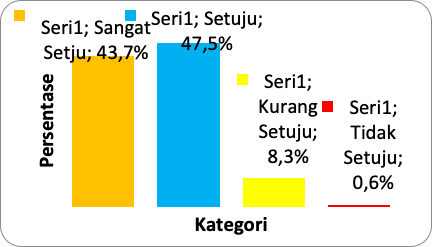 Seri1; Sangat
Setju; 43,7%
Seri1; Setuju;
47,5%
Seri1;
Kurang
Setuju;
8,3%
Seri1;
Tidak
Setuju;
0,6%
Persentase
Kategori